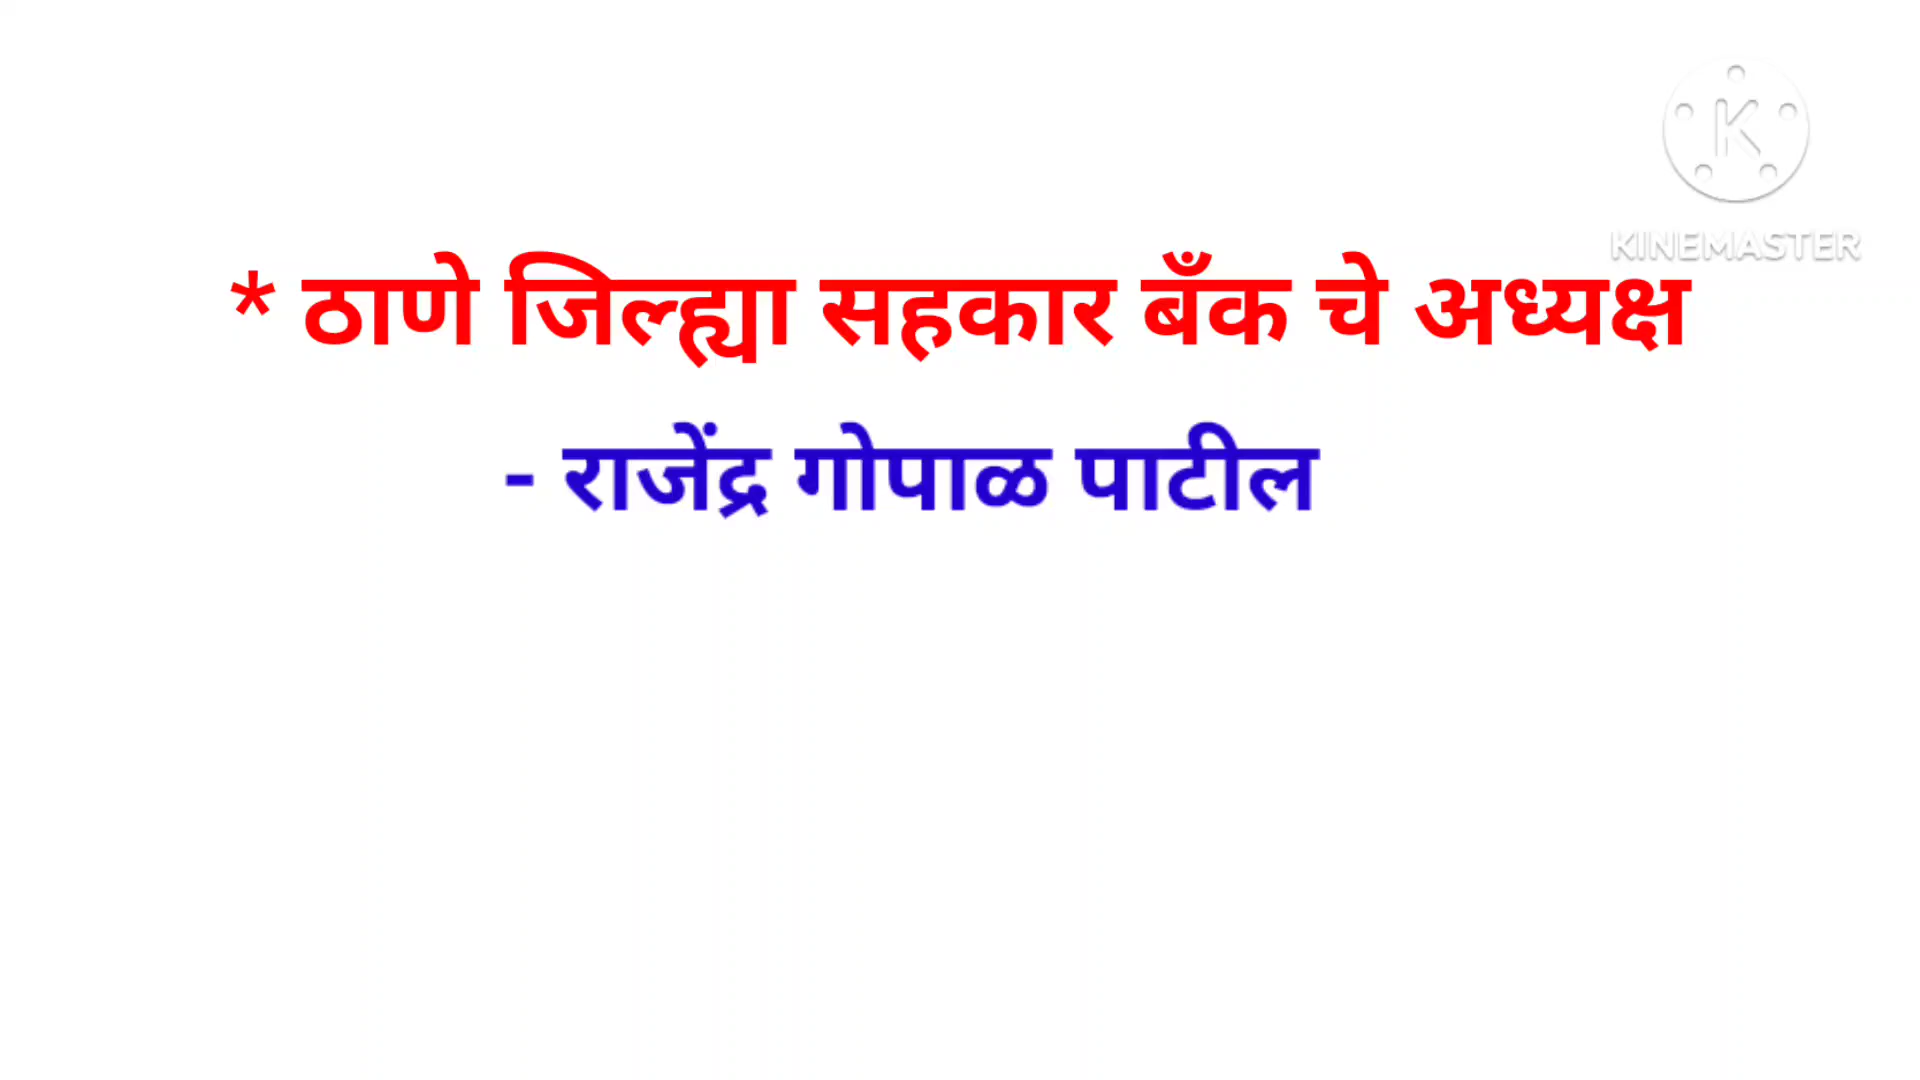 * ठाणे जिल्ह्या सहकार बँक चे अध्यक्ष
- राजेंद्र गोपाळ पाटील
KINEMASTER